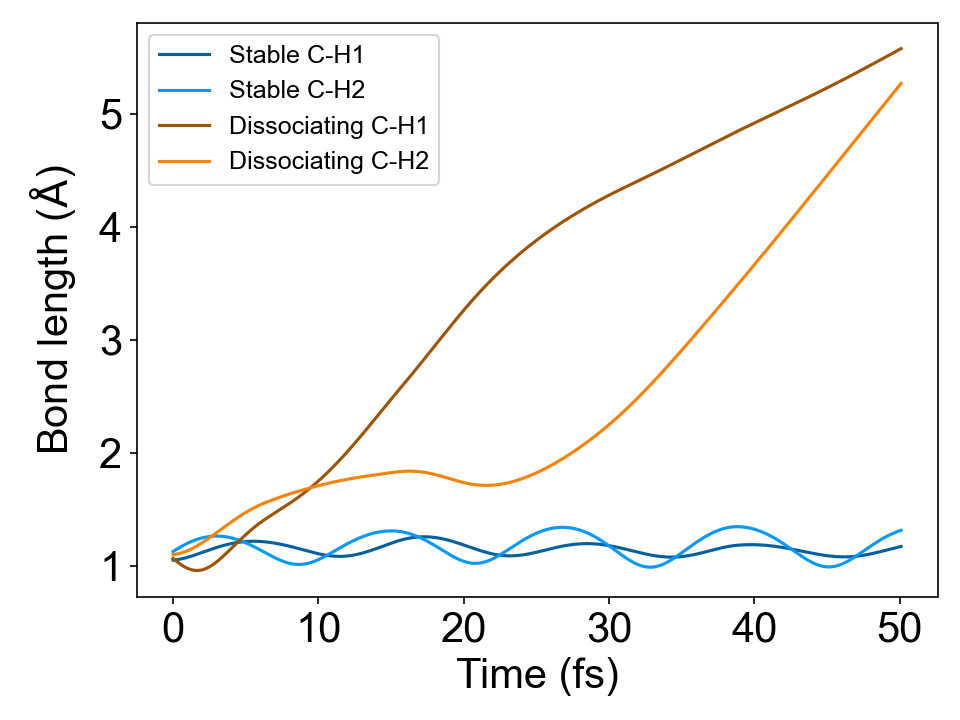 Stable C-H1
Stable C-H2
Dissociating C-H1
Dissociating C-H2
Bond length (Å)
5
4
3
2
1
0 10 20 30 40 50
Time (fs)